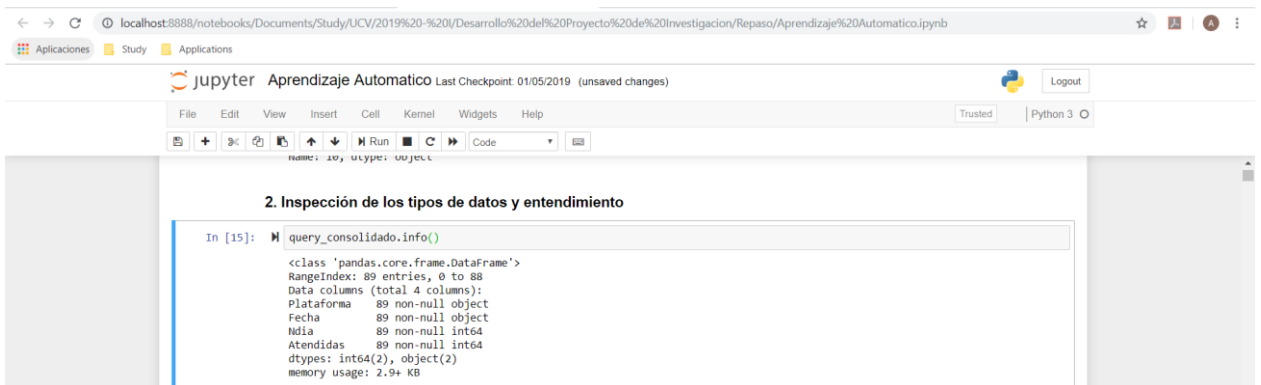 localhost:8888/notebooks/Documents/Study/UCV/2019%20-%20I/Desarrollo%20del%20Proyecto%20de%20Investigacion/Repaso/Aprendizaje%20Automatico.ipynb
A
Aplicaciones Study Applications
jupyter Aprendizaje Automatico Last Checkpoint: 01/05/2019 (unsaved changes)
Logout
File Edit View Insert Cell Kernel Widgets Help
Trusted
Python 3
Run Code
Name: 10, dtype: object
2. Inspección de los tipos de datos y entendimiento
In [15]: query_consolidado.info()
<class 'pandas.core.frame.DataFrame'>
RangeIndex: 89 entries, 0 to 88
Data columns (total 4 columns):
Plataforma 89 non-null object
Fecha 89 non-null object
Ndia 89 non-null int64
Atendidas 89 non-null int64
dtypes: int64(2), object(2)
memory usage: 2.9+ KB